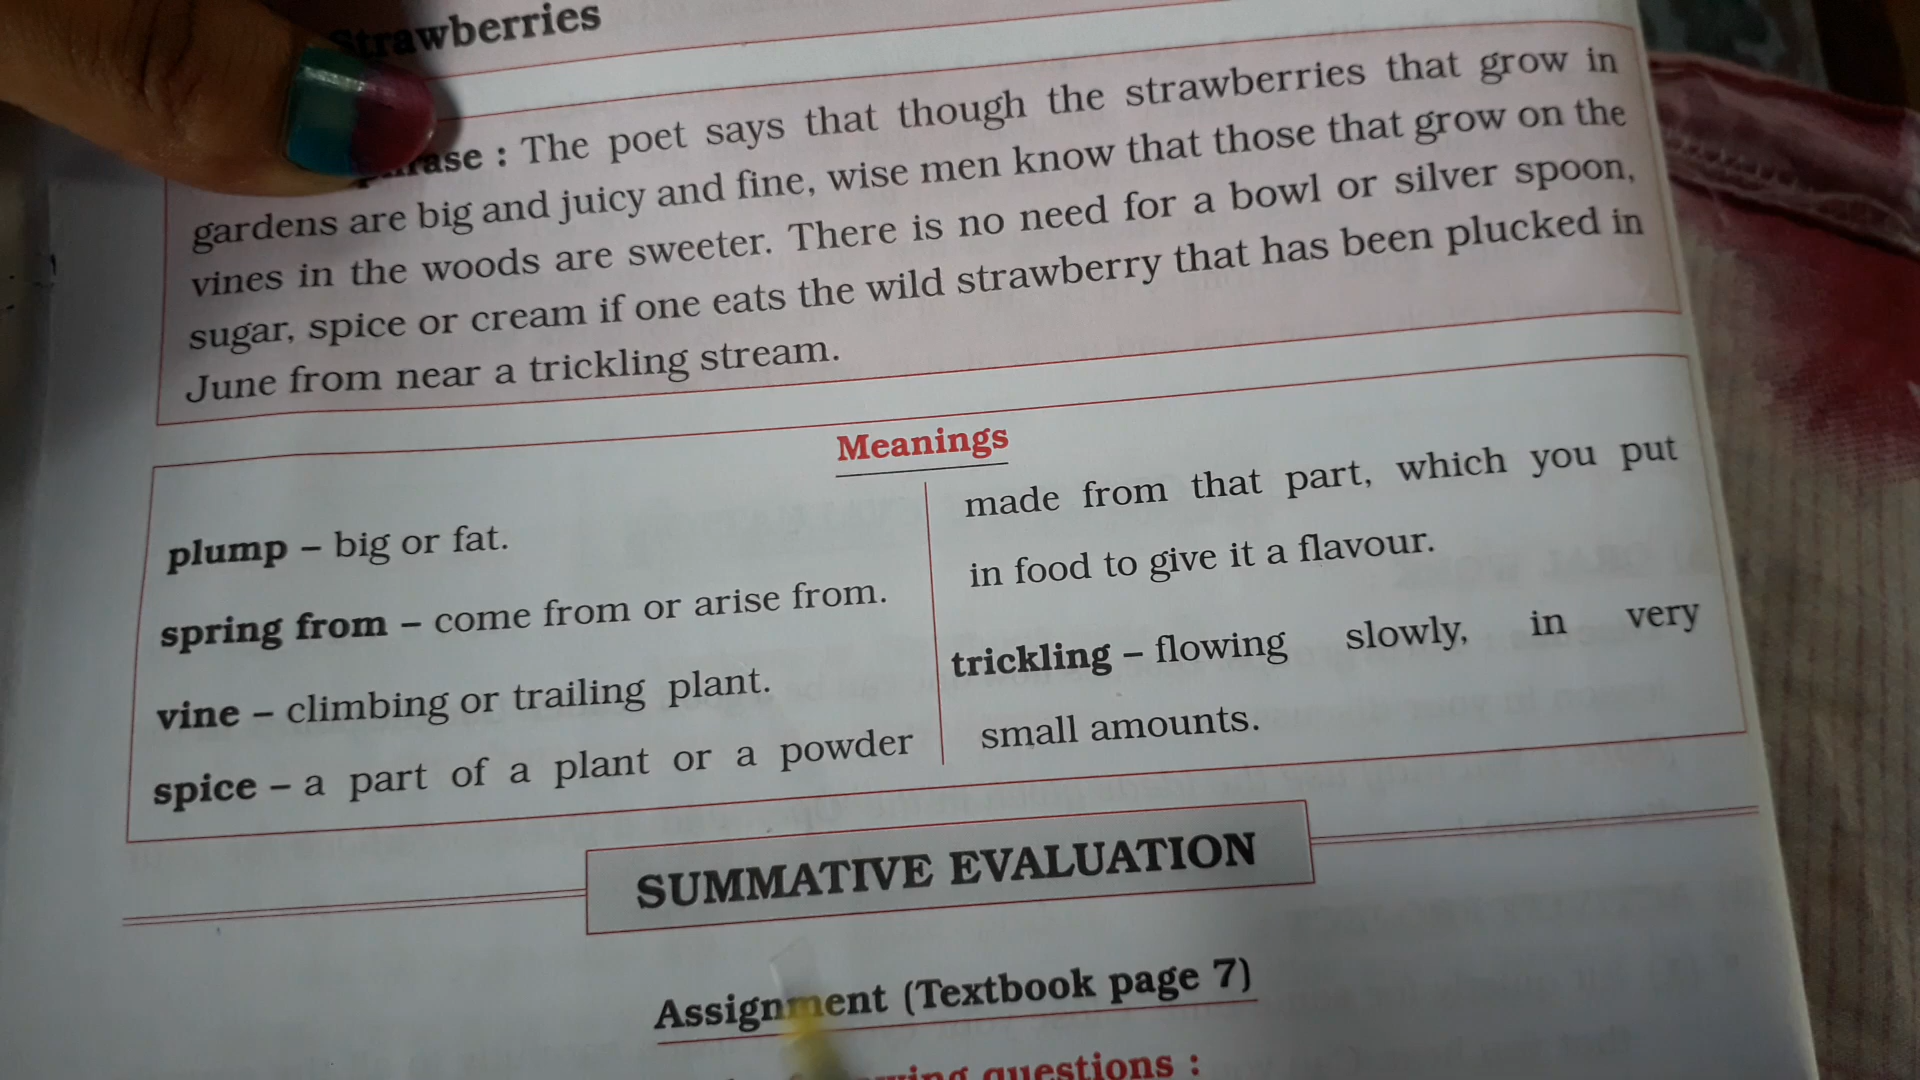 Strawberries
phrase : The poet says that though the strawberries that grow in
gardens are big and juicy and fine, wise men know that those that grow on the
vines in the woods are sweeter. There is no need for a bowl or silver spoon,
sugar, spice or cream if one eats the wild strawberry that has been plucked in
June from near a trickling stream.
Meanings
plump – big or fat.
spring from – come from or arise from.
vine – climbing or trailing plant.
spice – a part of a plant or a powder
made from that part, which you put
in food to give it a flavour.
trickling – flowing slowly, in very
small amounts.
SUMMATIVE EVALUATION
Assignment (Textbook page 7)
questions :